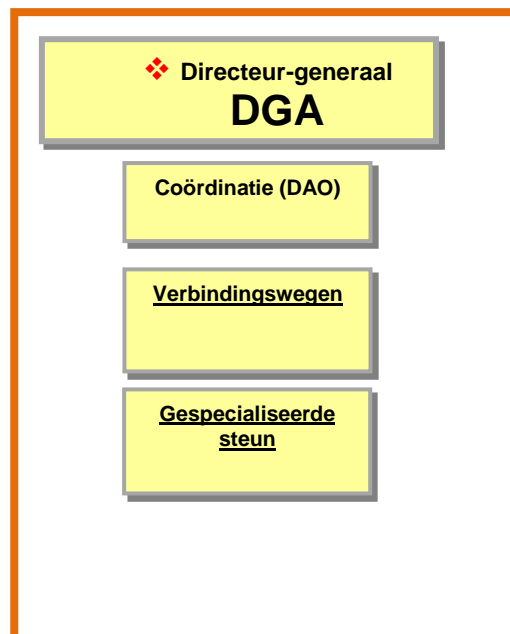 ❖ Directeur-generaal
DGA
Coördinatie (DAO)
Verbindingswegen
Gespecialiseerde
steun